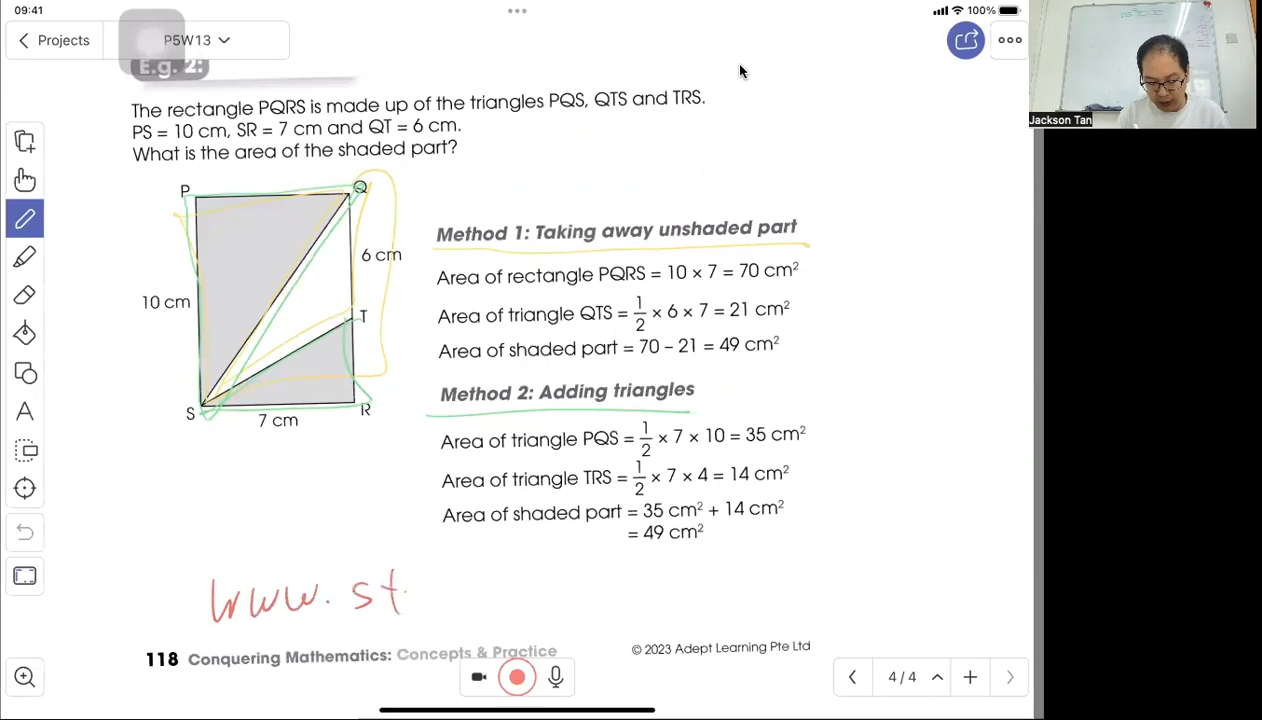 09:41
100%
Projects
P5W13
E.g. 2:
The rectangle PQRS is made up of the triangles PQS, QTS and TRS.
PS = 10 cm, SR = 7 cm and QT = 6 cm.
What is the area of the shaded part?
P
Q
6 cm
10 cm
T
S
R
7 cm
Method 1: Taking away unshaded part
Area of rectangle PQRS = 10 × 7 = 70 cm²
Area of triangle QTS = 1/2 × 6 × 7 = 21 cm²
Area of shaded part = 70 – 21 = 49 cm²
Method 2: Adding triangles
Area of triangle PQS = 1/2 × 7 × 10 = 35 cm²
Area of triangle TRS = 1/2 × 7 × 4 = 14 cm²
Area of shaded part = 35 cm² + 14 cm²
= 49 cm²
www. st
118 Conquering Mathematics: Concepts & Practice
© 2023 Adept Learning Pte Ltd
4 / 4
A
Jackson Tan